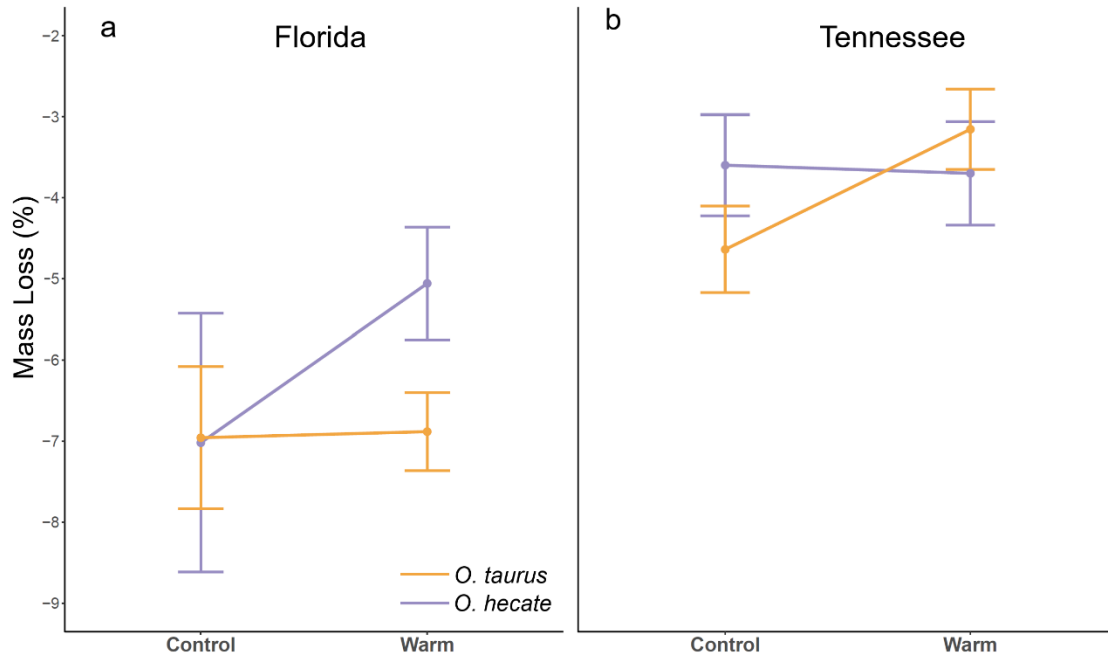 a
Florida
b
Tennessee
Mass Loss (%)
−2
−3
−4
−5
−6
−7
−8
−9
O. taurus
O. hecate
Control
Warm
Control
Warm